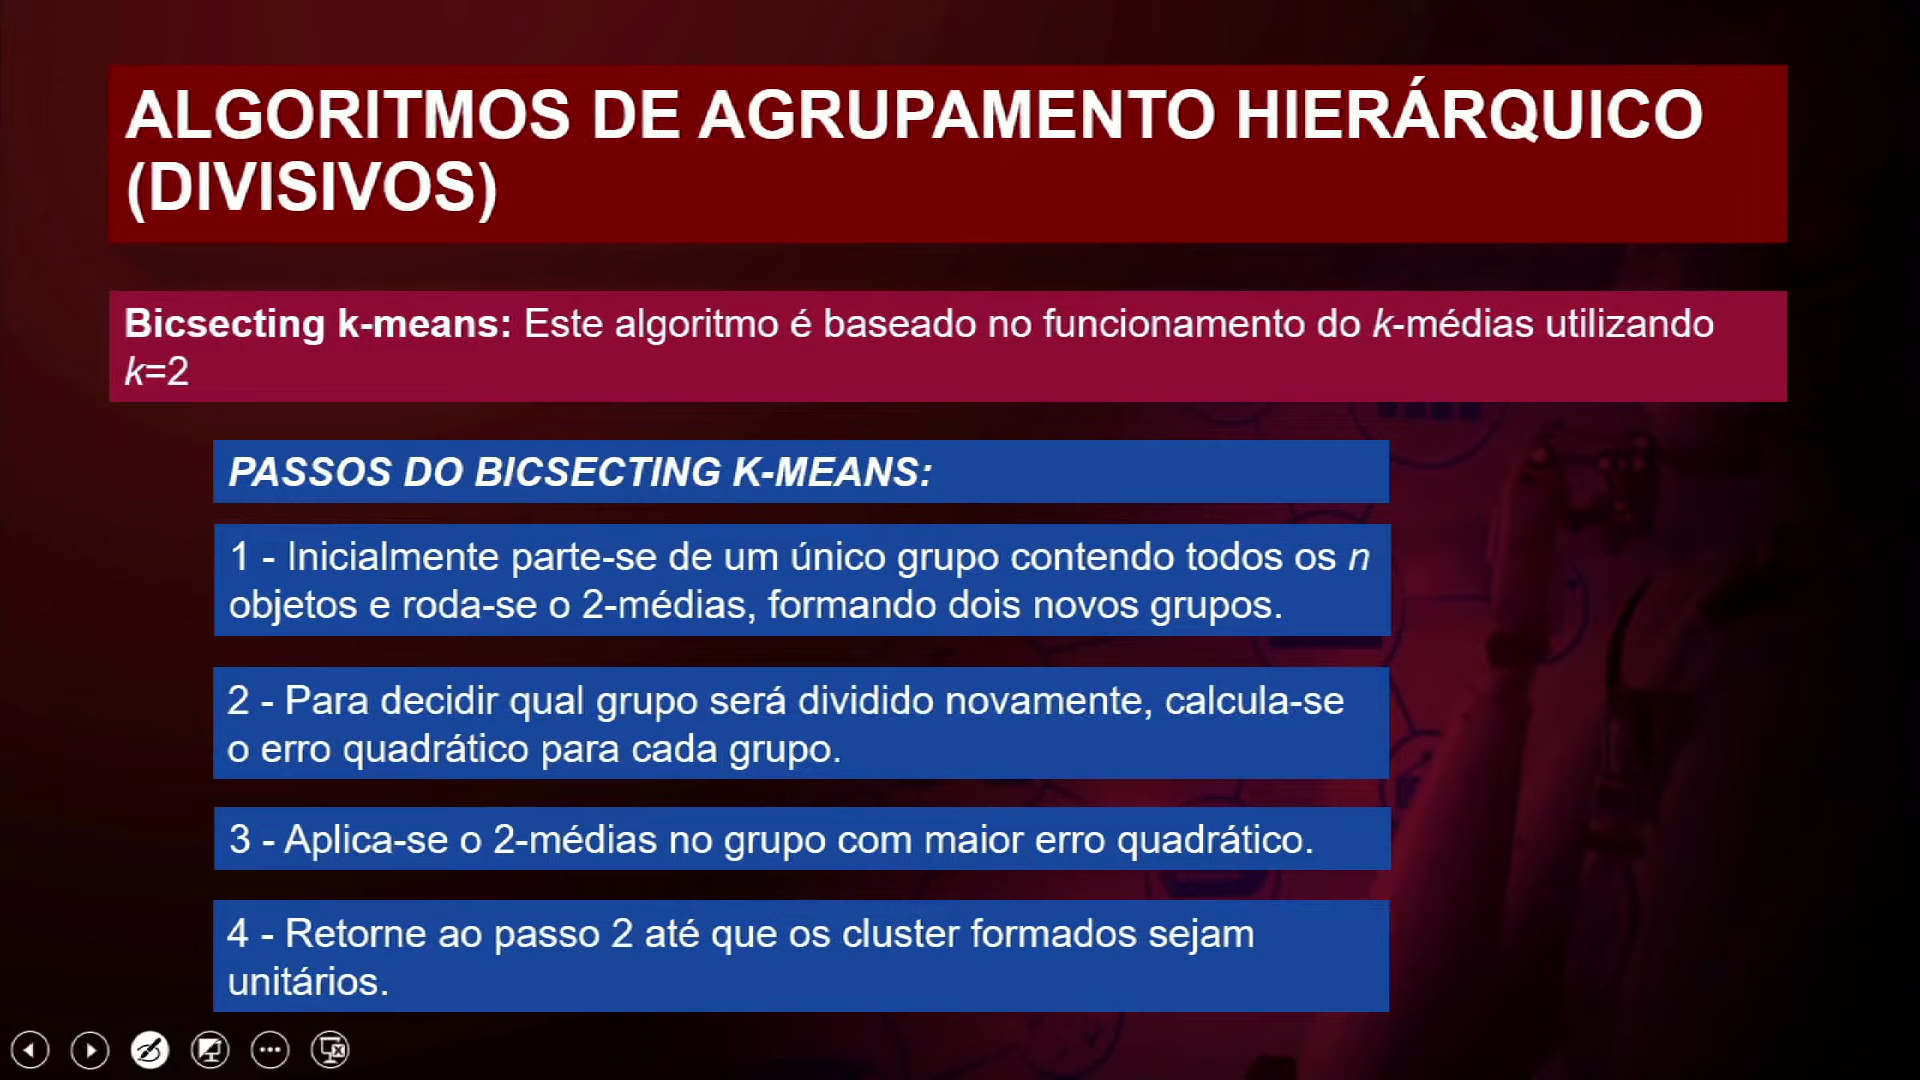 ALGORITMOS DE AGRUPAMENTO HIERÁRQUICO
(DIVISIVOS)
Bicsecting k-means: Este algoritmo é baseado no funcionamento do k-médias utilizando
k=2
PASSOS DO BICSECTING K-MEANS:
1 - Inicialmente parte-se de um único grupo contendo todos os n
objetos e roda-se o 2-médias, formando dois novos grupos.
2 - Para decidir qual grupo será dividido novamente, calcula-se
o erro quadrático para cada grupo.
3 - Aplica-se o 2-médias no grupo com maior erro quadrático.
4 - Retorne ao passo 2 até que os cluster formados sejam
unitários.